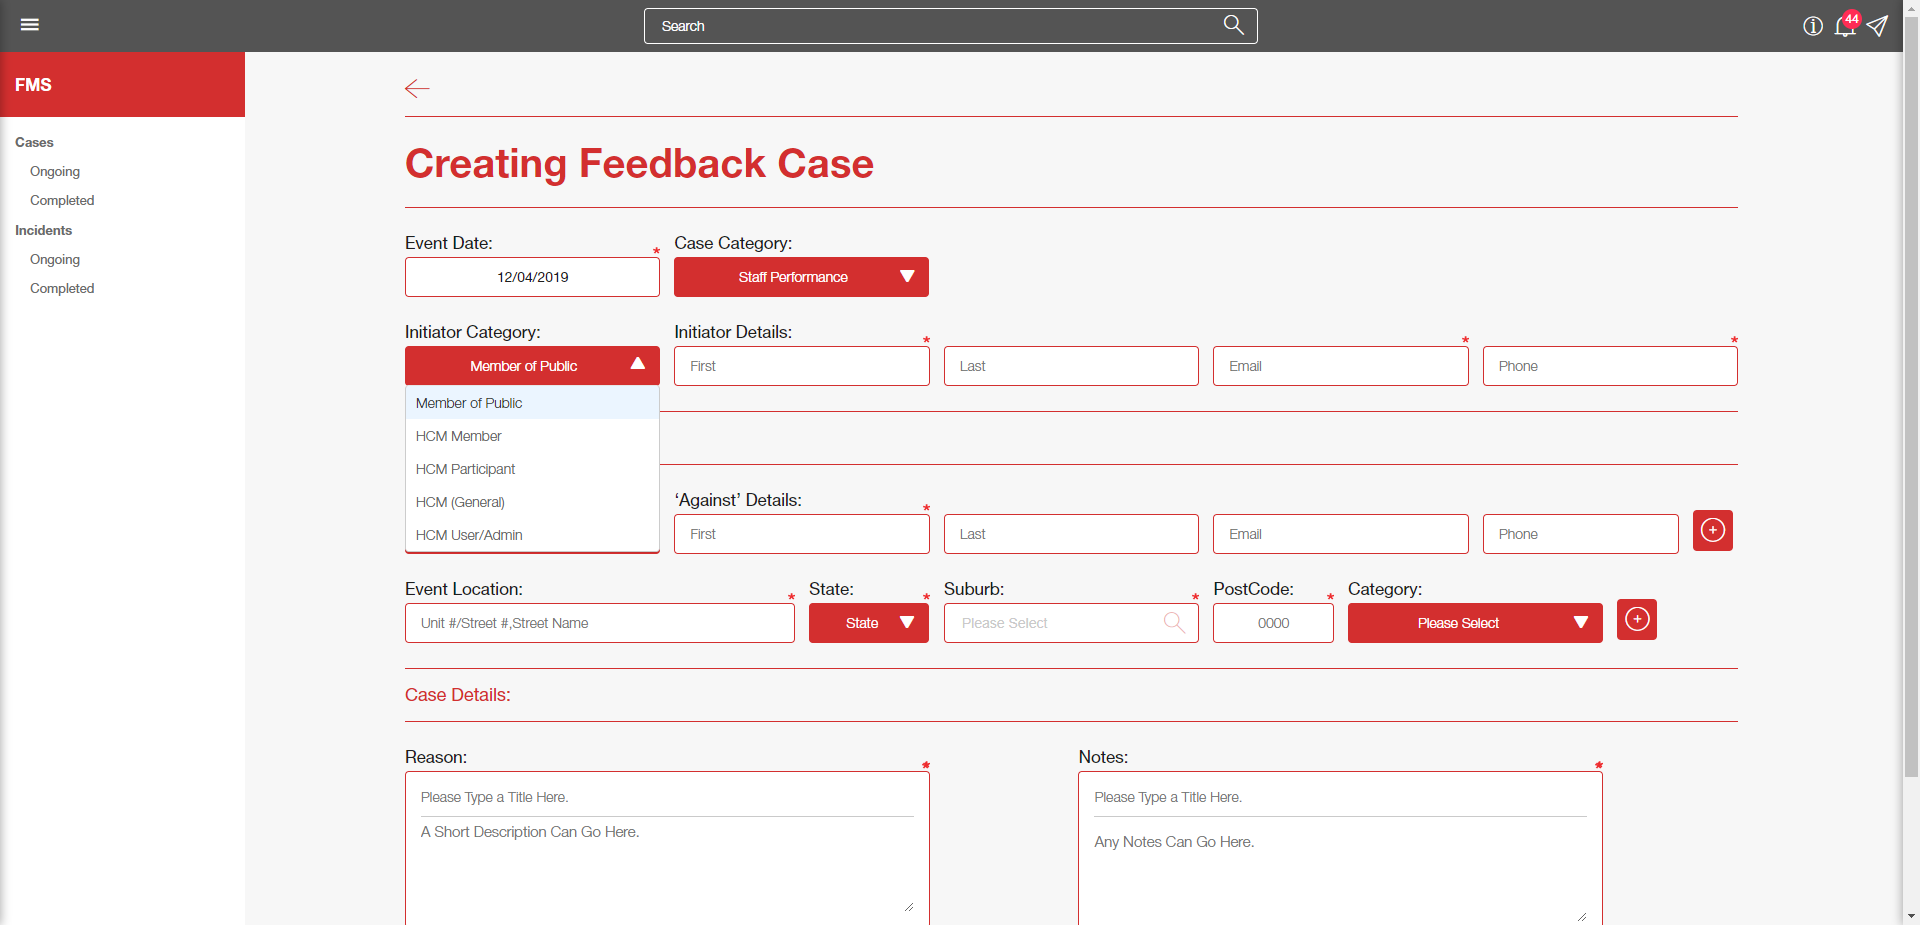 Search
44
FMS
Cases
Ongoing
Completed
Incidents
Ongoing
Completed
Creating Feedback Case
Event Date: * Case Category:
12/04/2019 Staff Performance
Initiator Category: Initiator Details: * * *
Member of Public First Last Email Phone
Member of Public
HCM Member
HCM Participant
HCM (General)
HCM User/Admin
‘Against’ Details: *
First Last Email Phone
Event Location: * State: * Suburb: * PostCode: * Category:
Unit #/Street #,Street Name State Please Select 0000 Please Select
Case Details:
Reason: * Notes: *
Please Type a Title Here. Please Type a Title Here.
A Short Description Can Go Here.
Any Notes Can Go Here.